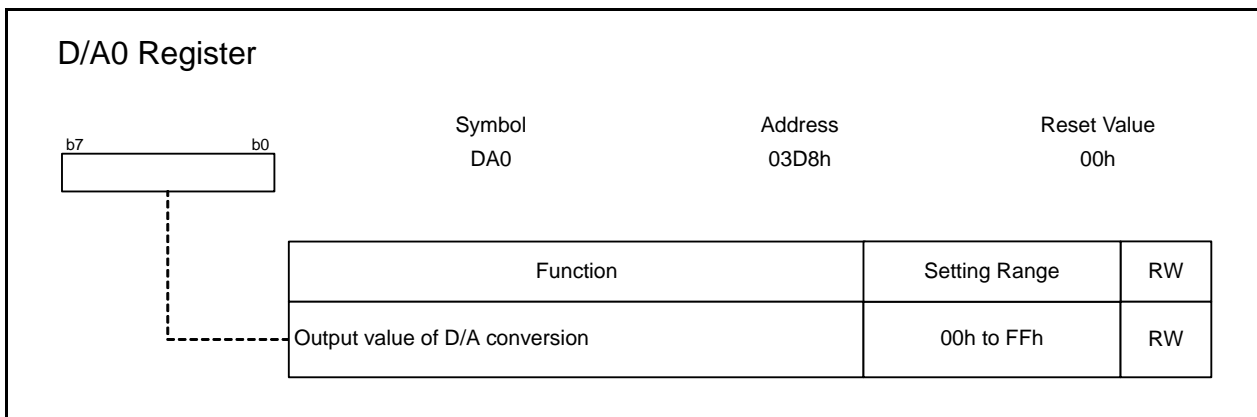 D/A0 Register
b7 b0
Symbol Address Reset Value
DA0 03D8h 00h
Function Setting Range RW
Output value of D/A conversion 00h to FFh RW